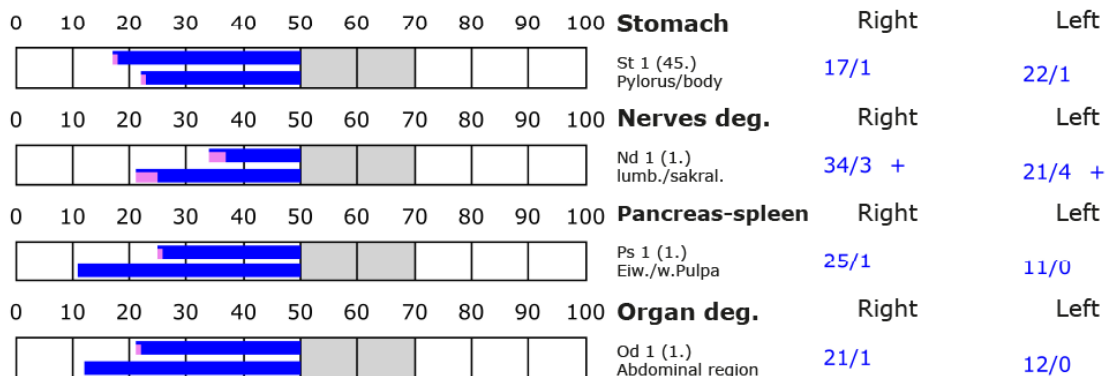 0 10 20 30 40 50 60 70 80 90 100 Stomach Right Left
St 1 (45.) 17/1 22/1
Pylorus/body
0 10 20 30 40 50 60 70 80 90 100 Nerves deg. Right Left
Nd 1 (1.) 34/3 + 21/4 +
lumb./sakral.
0 10 20 30 40 50 60 70 80 90 100 Pancreas-spleen Right Left
Ps 1 (1.) 25/1 11/0
Eiw./w.Pulpa
0 10 20 30 40 50 60 70 80 90 100 Organ deg. Right Left
Od 1 (1.) 21/1 12/0
Abdominal region